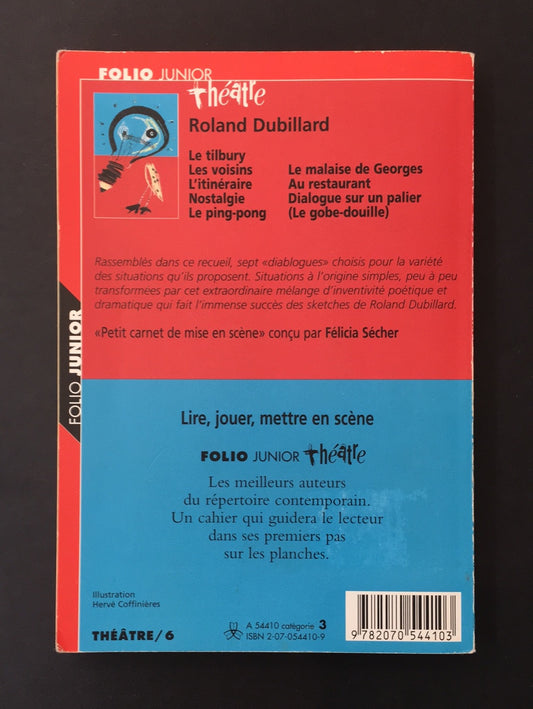 FOLIO JUNIOR
théâtre
Roland Dubillard
Le tilbury
Les voisins
L'itinéraire
Nostalgie
Le ping-pong
Le malaise de Georges
Au restaurant
Dialogue sur un palier
(Le gobe-douille)
Rassemblés dans ce recueil, sept «diablogues» choisis pour la variété
des situations qu'ils proposent. Situations à l'origine simples, peu à peu
transformees par cet extraordinaire mélange d'inventivité poétique et
dramatique qui fait l'immense succès des sketches de Roland Dubillard.
«Petit carnet de mise en scène» conçu par Félicia Sécher
FOLIO JUNIOR
Lire, jouer, mettre en scène
FOLIO JUNIOR théâtre
Les meilleurs auteurs
du répertoire contemporain.
Un cahier qui guidera le lecteur
dans ses premiers pas
sur les planches.
Illustration
Hervé Coffinières
THÉÂTRE/6
A 54410 catégorie 3
ISBN 2-07-054410-9
9 782070 544103